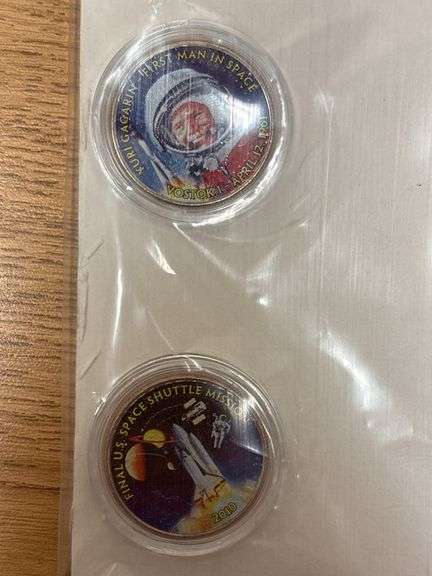 YURI GAGARIN FIRST MAN IN SPACE
VOSTOK 1 - APRIL 12, 1961
FINAL U.S. SPACE SHUTTLE MISSION
2010